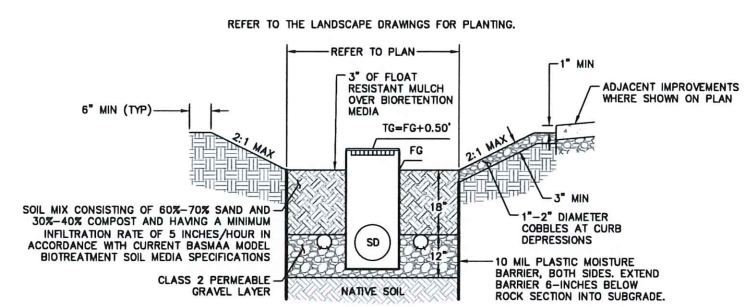 REFER TO THE LANDSCAPE DRAWINGS FOR PLANTING.
REFER TO PLAN
3" OF FLOAT
RESISTANT MULCH
OVER BIORETENTION
MEDIA
1" MIN
ADJACENT IMPROVEMENTS
WHERE SHOWN ON PLAN
6" MIN (TYP)
TG=FG+0.50'
FG
2:1 MAX
2:1 MAX
3" MIN
18"
1"-2" DIAMETER
COBBLES AT CURB
DEPRESSIONS
SOIL MIX CONSISTING OF 60%-70% SAND AND
30%-40% COMPOST AND HAVING A MINIMUM
INFILTRATION RATE OF 5 INCHES/HOUR IN
ACCORDANCE WITH CURRENT BASMAA MODEL
BIOTREATMENT SOIL MEDIA SPECIFICATIONS
SD
12"
CLASS 2 PERMEABLE
GRAVEL LAYER
10 MIL PLASTIC MOISTURE
BARRIER, BOTH SIDES. EXTEND
BARRIER 6-INCHES BELOW
ROCK SECTION INTO SUBGRADE.
NATIVE SOIL